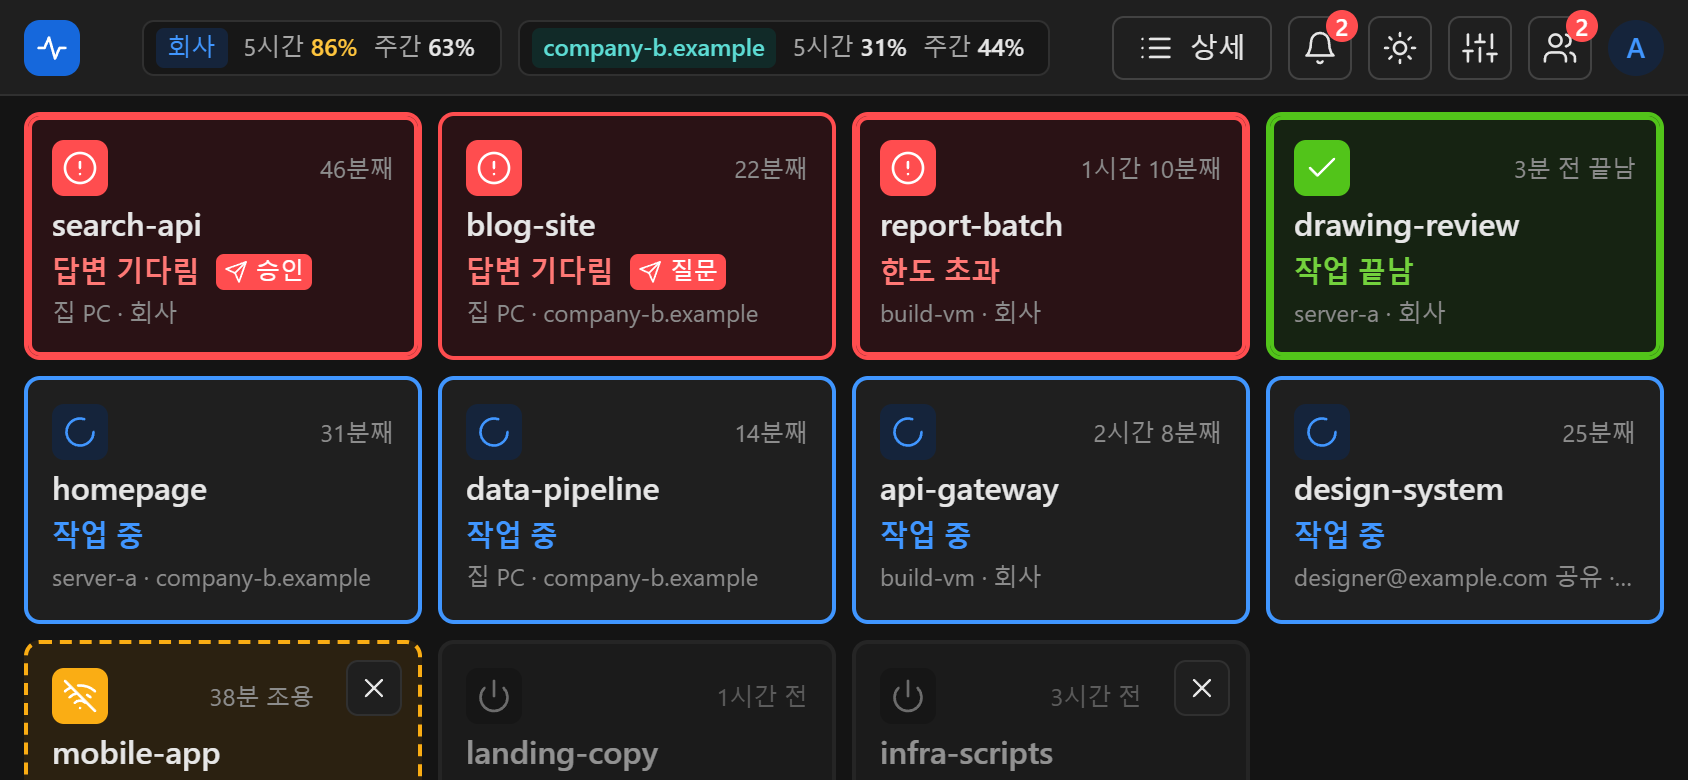 회사 5시간 86% 주간 63% company-b.example 5시간 31% 주간 44% 상세 2 2 A
46분째
search-api
답변 기다림 승인
집 PC · 회사
22분째
blog-site
답변 기다림 질문
집 PC · company-b.example
1시간 10분째
report-batch
한도 초과
build-vm · 회사
3분 전 끝남
drawing-review
작업 끝남
server-a · 회사
31분째
homepage
작업 중
server-a · company-b.example
14분째
data-pipeline
작업 중
집 PC · company-b.example
2시간 8분째
api-gateway
작업 중
build-vm · 회사
25분째
design-system
작업 중
designer@example.com 공유 ·...
38분 조용
mobile-app
1시간 전
landing-copy
3시간 전
infra-scripts